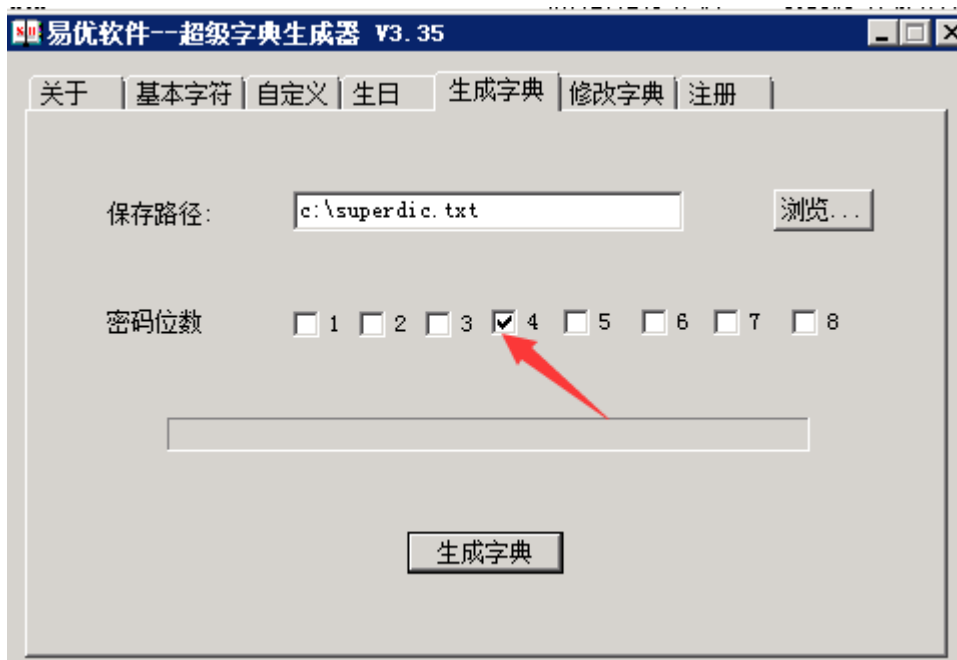 易优软件--超级字典生成器 V3.35
关于 基本字符 自定义 生日 生成字典 修改字典 注册
保存路径: c:\superdic.txt 浏览...
密码位数 1 2 3 4 5 6 7 8
生成字典